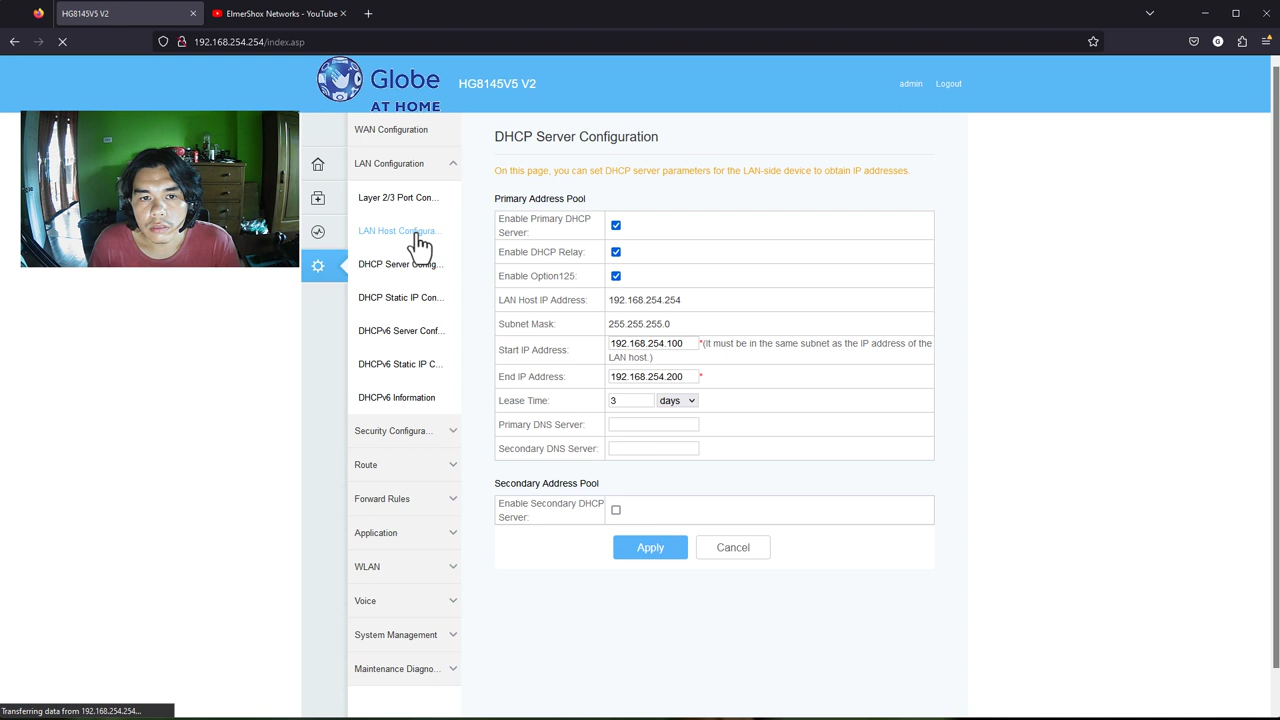 HG8145V5 V2
ElmerShox Networks - YouTube
192.168.254.254/index.asp
Globe
AT HOME
HG8145V5 V2
admin
Logout
WAN Configuration
LAN Configuration
Layer 2/3 Port Con...
LAN Host Configura...
DHCP Server Config...
DHCP Static IP Con...
DHCPv6 Server Conf...
DHCPv6 Static IP C...
DHCPv6 Information
Security Configura...
Route
Forward Rules
Application
WLAN
Voice
System Management
Maintenance Diagno...
DHCP Server Configuration
On this page, you can set DHCP server parameters for the LAN-side device to obtain IP addresses.
Primary Address Pool
Enable Primary DHCP
Server:
Enable DHCP Relay:
Enable Option125:
LAN Host IP Address: 192.168.254.254
Subnet Mask: 255.255.255.0
Start IP Address: 192.168.254.100 *(It must be in the same subnet as the IP address of the
LAN host.)
End IP Address: 192.168.254.200 *
Lease Time: 3 days
Primary DNS Server:
Secondary DNS Server:
Secondary Address Pool
Enable Secondary DHCP
Server:
Apply
Cancel
Transferring data from 192.168.254.254...